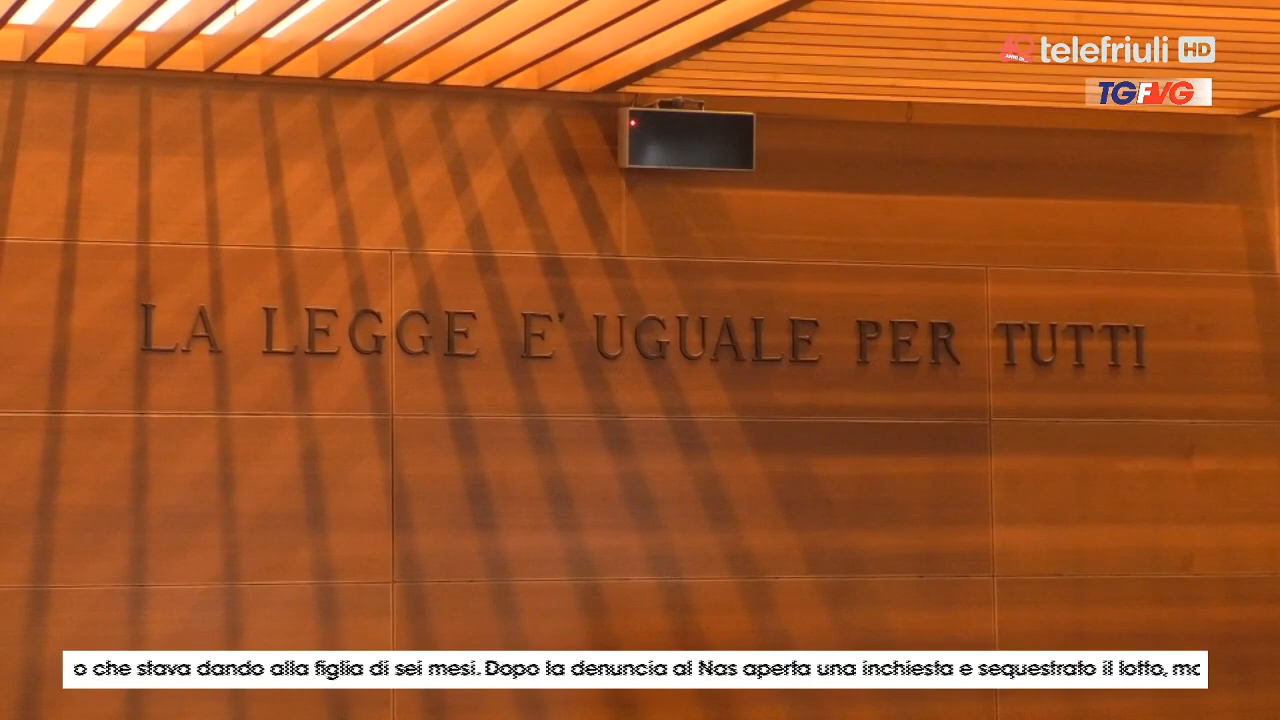 telefriuli HD
TGFVG
LA LEGGE E' UGUALE PER TUTTI
o che stava dando alla figlia di sei mesi. Dopo la denuncia al Nas aperta una inchiesta e sequestrato il lotto, ma